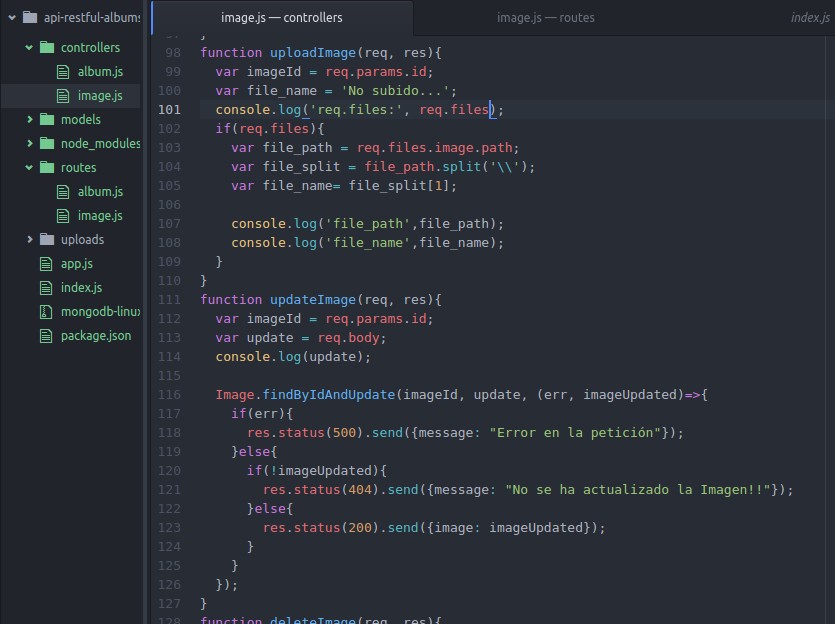 api-restful-albums
controllers
album.js
image.js
models
node_modules
routes
album.js
image.js
uploads
app.js
index.js
mongodb-linux
package.json
image.js — controllers
image.js — routes
index.js
}
98 function uploadImage(req, res){
99 var imageId = req.params.id;
100 var file_name = 'No subido...';
101 console.log('req.files:', req.files);
102 if(req.files){
103 var file_path = req.files.image.path;
104 var file_split = file_path.split('\\');
105 var file_name= file_split[1];
106
107 console.log('file_path',file_path);
108 console.log('file_name',file_name);
109 }
110 }
111 function updateImage(req, res){
112 var imageId = req.params.id;
113 var update = req.body;
114 console.log(update);
115
116 Image.findByIdAndUpdate(imageId, update, (err, imageUpdated)=>{
117 if(err){
118 res.status(500).send({message: "Error en la petición"});
119 }else{
120 if(!imageUpdated){
121 res.status(404).send({message: "No se ha actualizado la Imagen!!"});
122 }else{
123 res.status(200).send({image: imageUpdated});
124 }
125 }
126 });
127 }
128 function deleteImage(req, res){